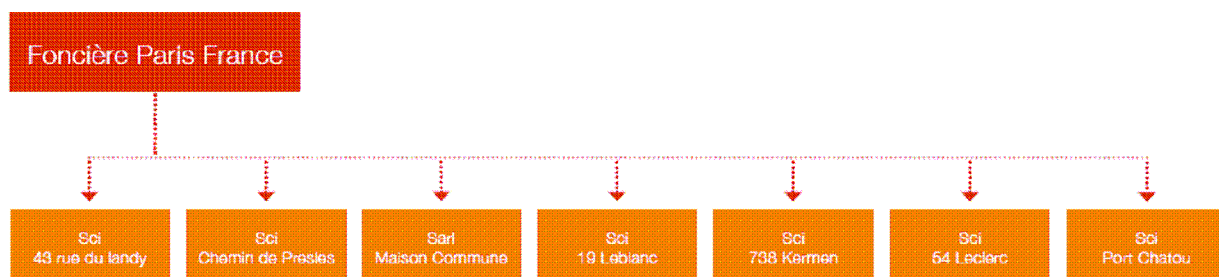 Foncière Paris France
Sci
43 rue du landy
Sci
Chemin de Presles
Sarl
Maison Commune
Sci
19 Leblanc
Sci
738 Kermen
Sci
54 Leclerc
Sci
Port Chatou